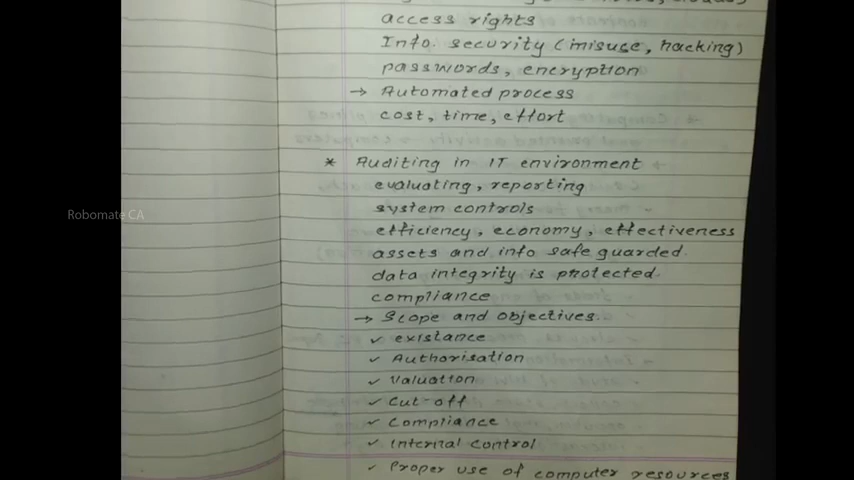 access rights
Info. security (misuse, hacking)
passwords, encryption
→ Automated process
cost, time, effort
* Auditing in IT environment
evaluating, reporting
system controls
efficiency, economy, effectiveness
assets and info safe guarded.
data integrity is protected
compliance
→ Scope and objectives.
✓ existance
✓ Authorisation
✓ Valuation
✓ Cut-off
✓ Compliance
✓ Internal control
✓ Proper use of computer resources
Robomate CA